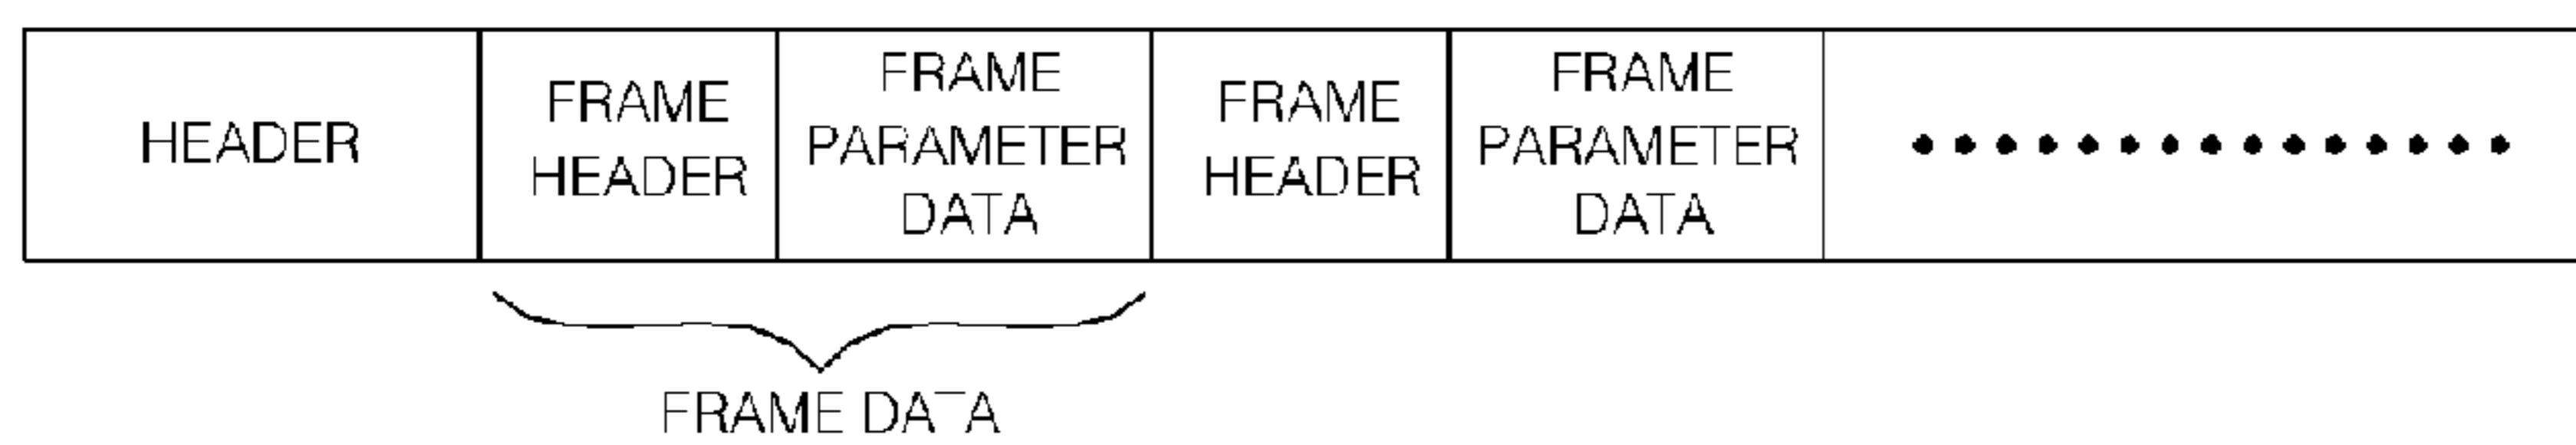 HEADER
FRAME
HEADER
FRAME
PARAMETER
DATA
FRAME
HEADER
FRAME
PARAMETER
DATA
FRAME DATA